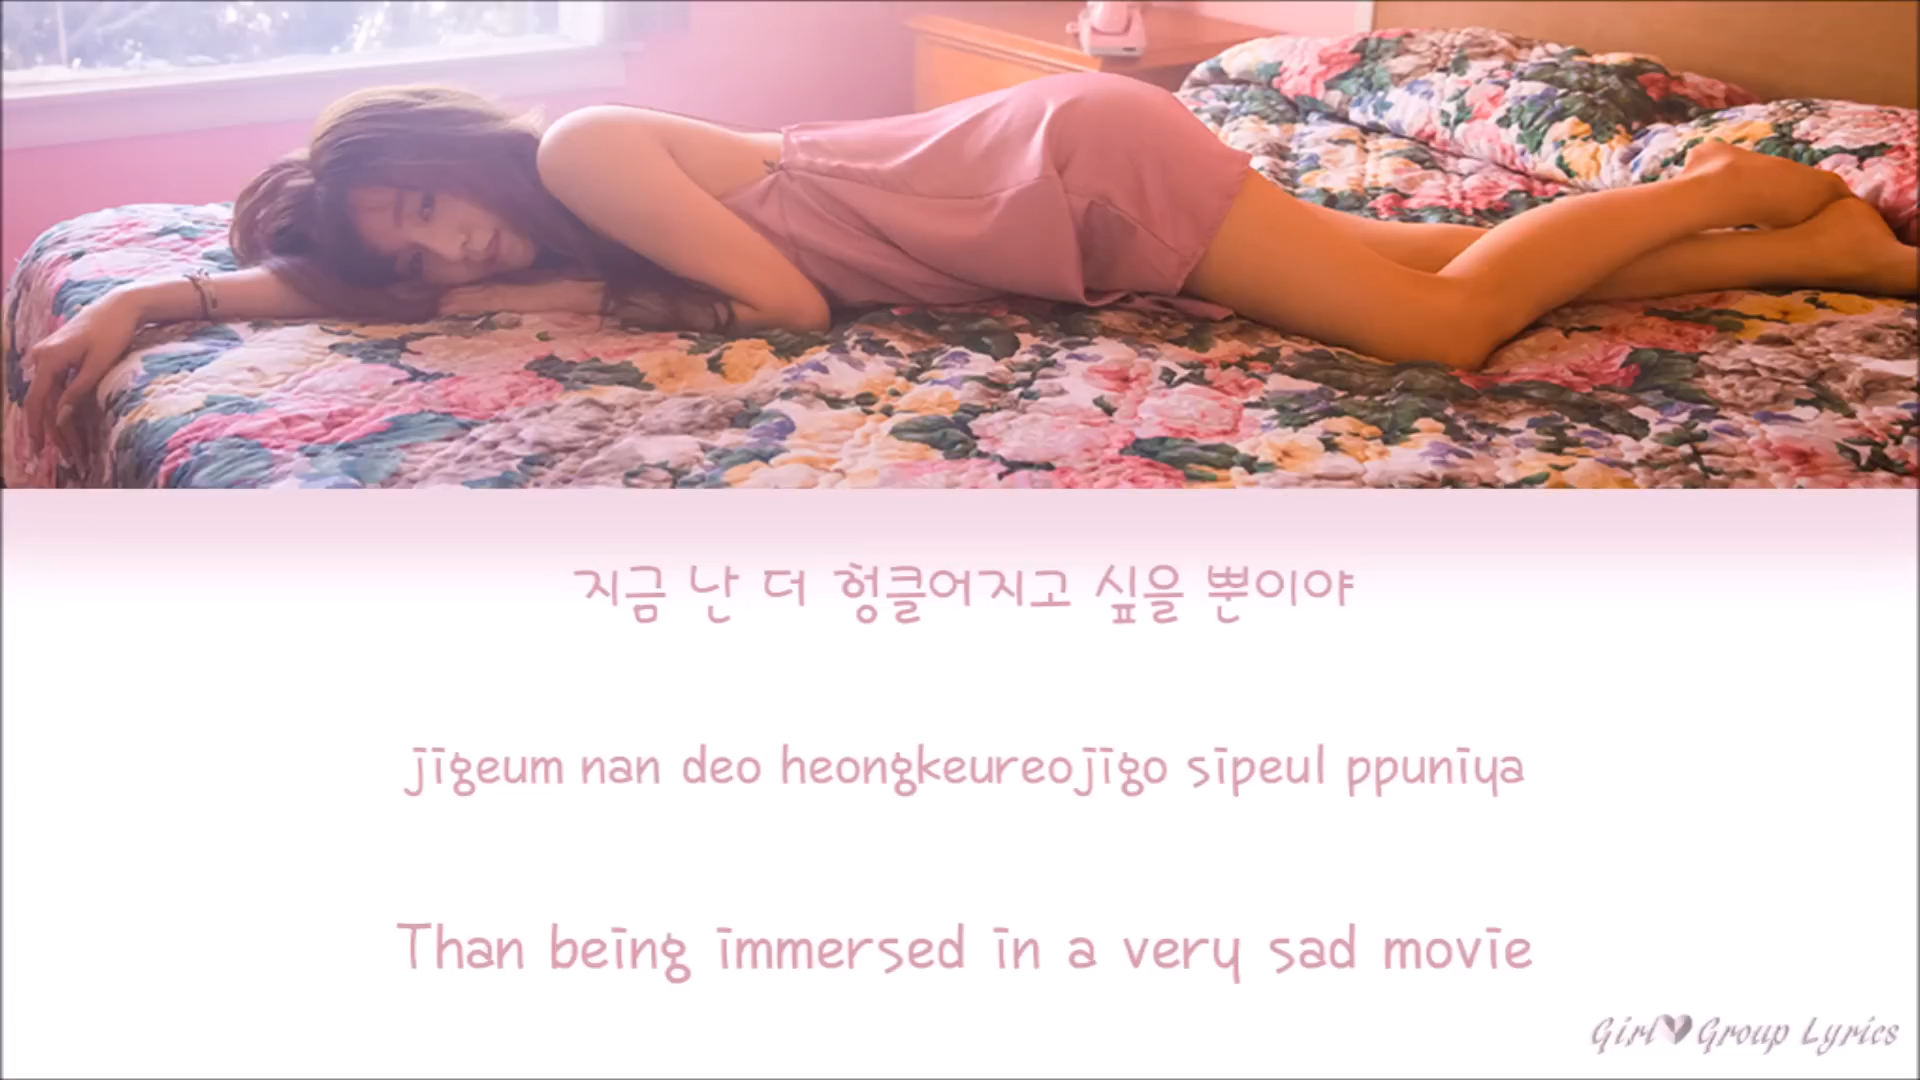 지금 난 더 헝클어지고 싶을 뿐이야
jigeum nan deo heongkeureojigo sipeul ppuniya
Than being immersed in a very sad movie
Girl Group Lyrics